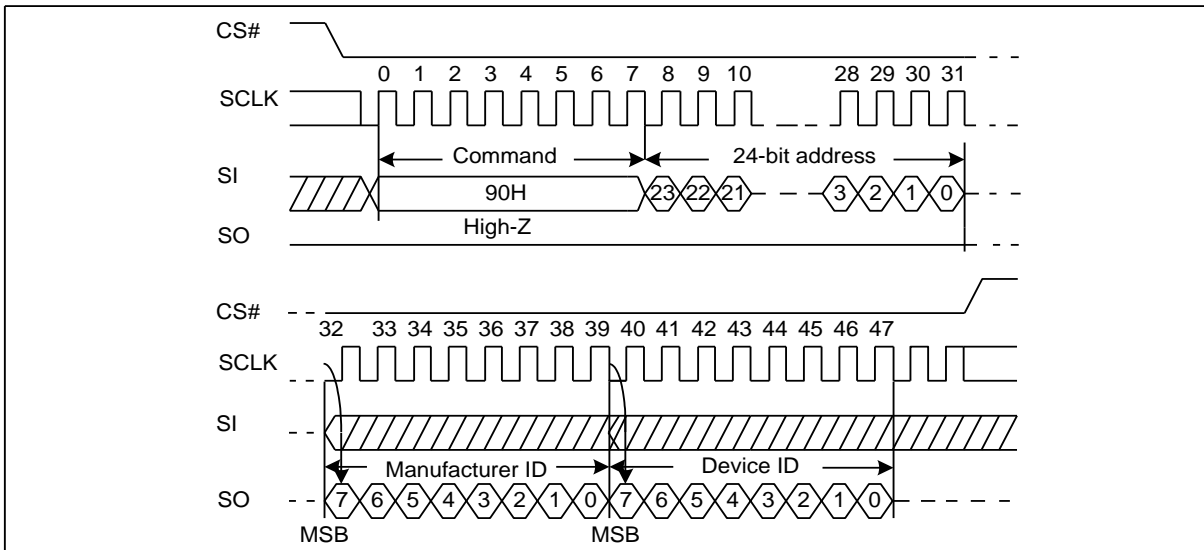 CS#
0 1 2 3 4 5 6 7 8 9 10 28 29 30 31
SCLK
Command 24-bit address
SI
90H 23 22 21 3 2 1 0
High-Z
SO
CS#
32 33 34 35 36 37 38 39 40 41 42 43 44 45 46 47
SCLK
SI
Manufacturer ID Device ID
SO 7 6 5 4 3 2 1 0 7 6 5 4 3 2 1 0
MSB MSB